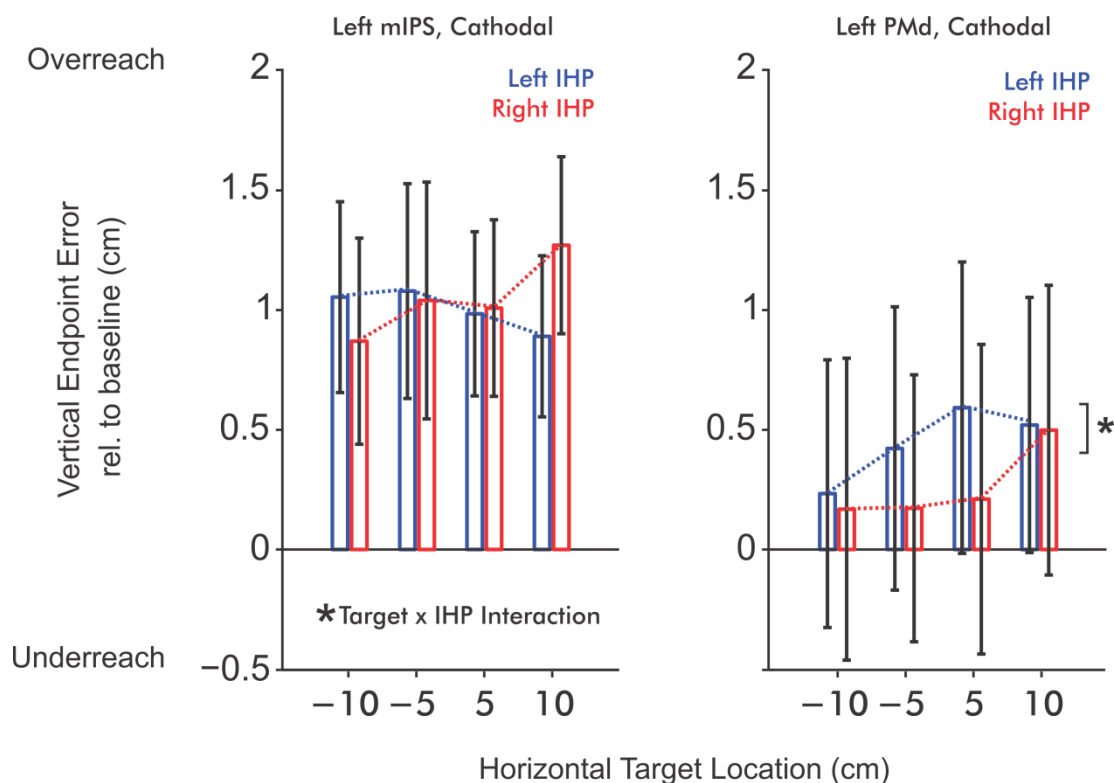 Left mIPS, Cathodal
Left PMd, Cathodal
Overreach
Underreach
Vertical Endpoint Error
rel. to baseline (cm)
2
1.5
1
0.5
0
−0.5
Left IHP
Right IHP
*Target x IHP Interaction
−10 −5 5 10
2
1.5
1
0.5
0
Left IHP
Right IHP
*
−10 −5 5 10
Horizontal Target Location (cm)